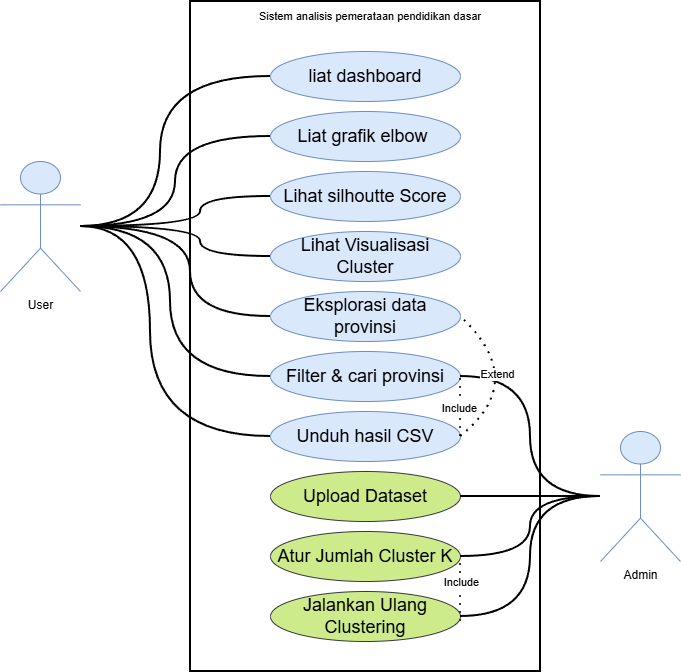 Sistem analisis pemerataan pendidikan dasar
liat dashboard
Liat grafik elbow
Lihat silhoutte Score
Lihat Visualisasi
Cluster
Eksplorasi data
provinsi
Extend
Filter & cari provinsi
Include
Unduh hasil CSV
Upload Dataset
Atur Jumlah Cluster K
Include
Jalankan Ulang
Clustering
User
Admin